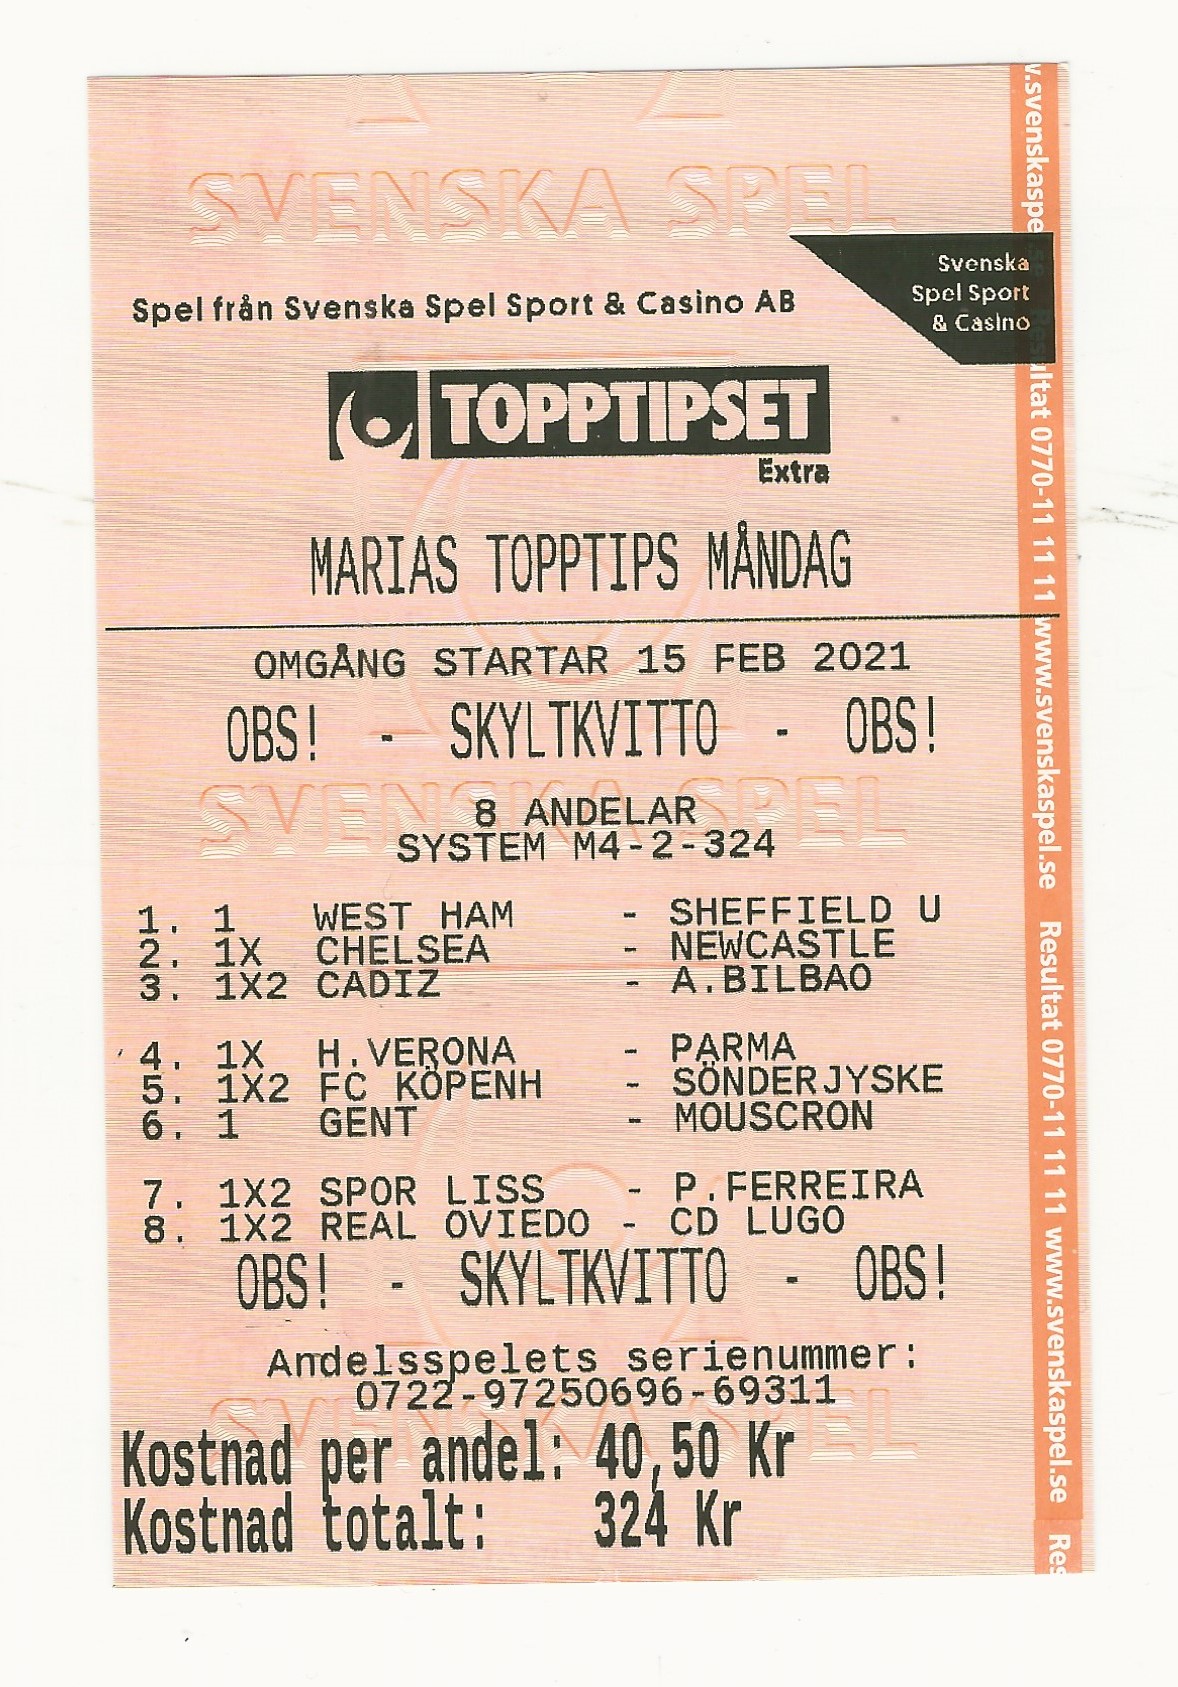 SVENSKA SPEL
Svenska
Spel Sport
& Casino
Spel från Svenska Spel Sport & Casino AB
TOPPTIPSET
Extra
MARIAS TOPPTIPS MÅNDAG
OMGÅNG STARTAR 15 FEB 2021
OBS! - SKYLTKVITTO - OBS!
SVENSKA SPEL
8 ANDELAR
SYSTEM M4-2-324
1. 1 WEST HAM - SHEFFIELD U
2. 1X CHELSEA - NEWCASTLE
3. 1X2 CADIZ - A.BILBAO
4. 1X H.VERONA - PARMA
5. 1X2 FC KÖPENH - SÖNDERJYSKE
6. 1 GENT - MOUSCRON
7. 1X2 SPOR LISS - P.FERREIRA
8. 1X2 REAL OVIEDO - CD LUGO
OBS! - SKYLTKVITTO - OBS!
Andelsspelets serienummer:
0722-97250696-69311
SVENSKA SPEL
Kostnad per andel: 40,50 Kr
Kostnad totalt: 324 Kr
Resultat 0770-11 11 11 www.svenskaspel.se Resultat 0770-11 11 11 www.svenskaspel.se